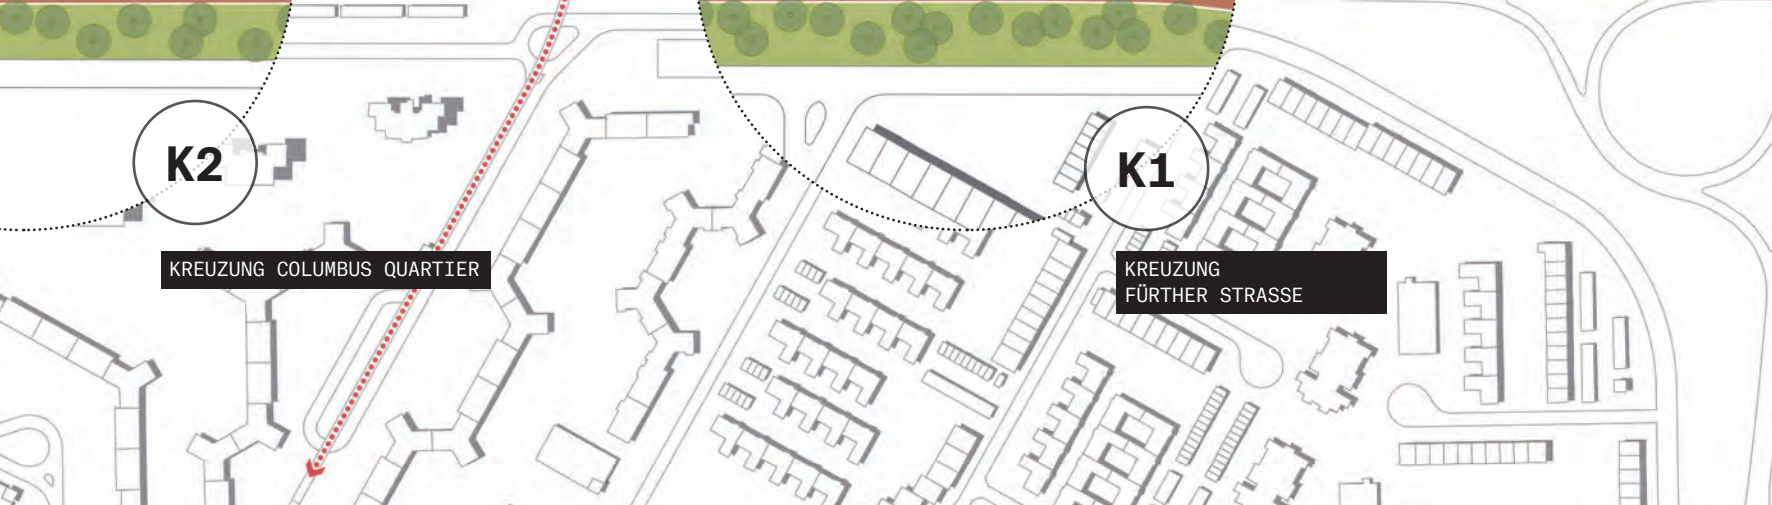 K2
KREUZUNG COLUMBUS QUARTIER
K1
KREUZUNG
FÜRTHER STRASSE